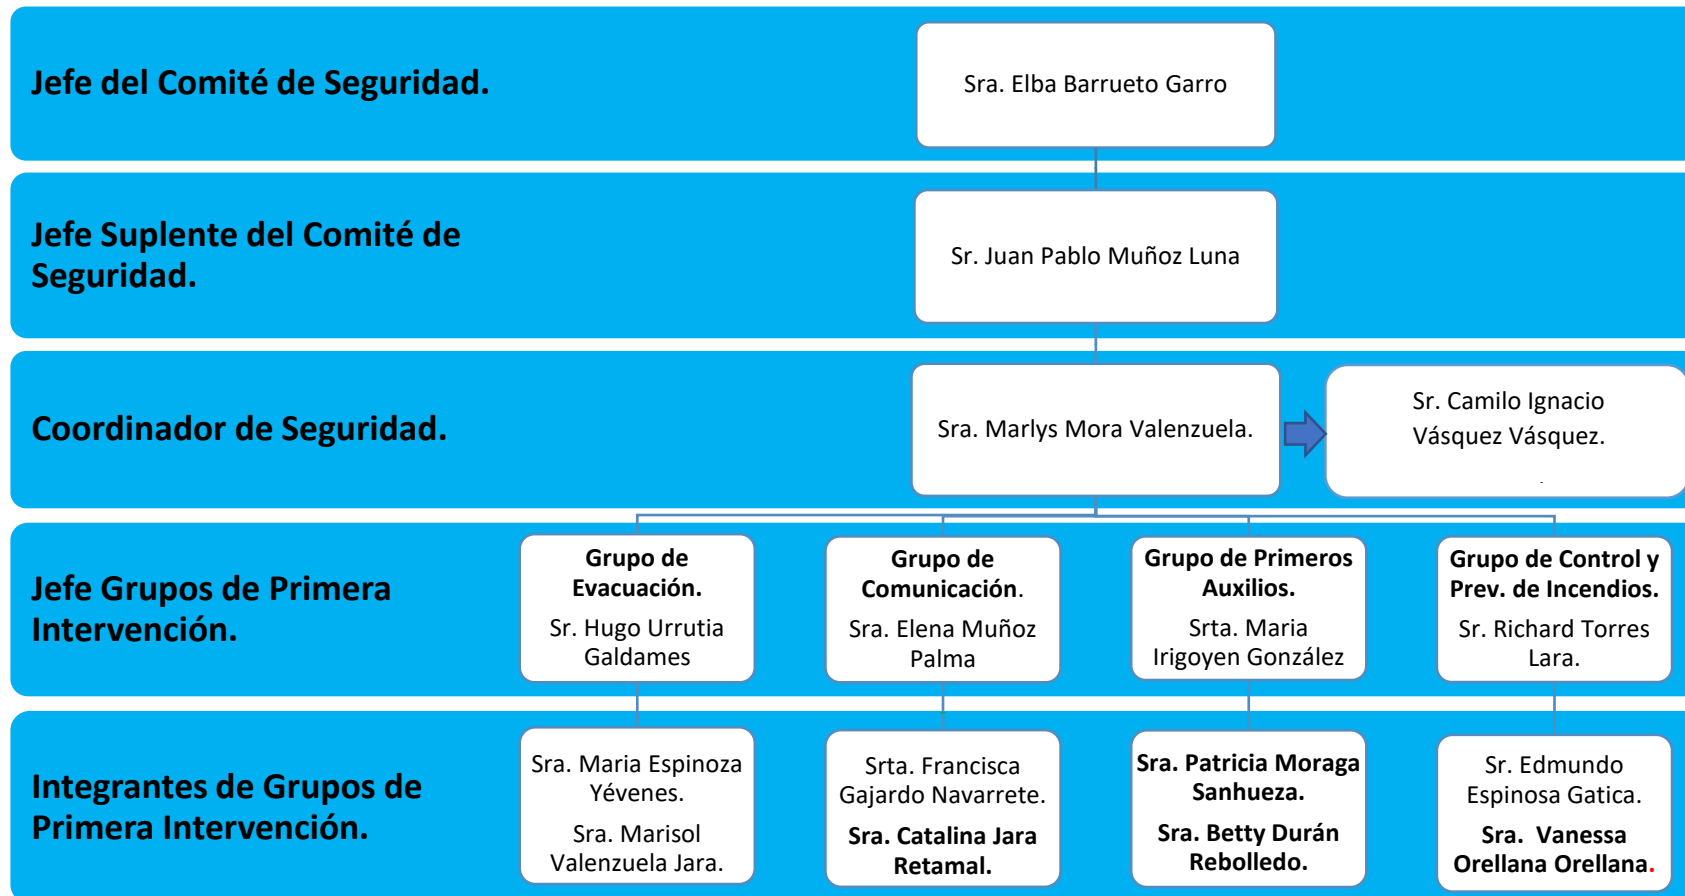 Jefe del Comité de Seguridad.
Sra. Elba Barrueto Garro
Jefe Suplente del Comité de
Seguridad.
Sr. Juan Pablo Muñoz Luna
Coordinador de Seguridad.
Sra. Marlys Mora Valenzuela.
Sr. Camilo Ignacio
Vásquez Vásquez.
.
Jefe Grupos de Primera
Intervención.
Grupo de
Evacuación.
Sr. Hugo Urrutia
Galdames
Grupo de
Comunicación.
Sra. Elena Muñoz
Palma
Grupo de Primeros
Auxilios.
Srta. Maria
Irigoyen González
Grupo de Control y
Prev. de Incendios.
Sr. Richard Torres
Lara.
Integrantes de Grupos de
Primera Intervención.
Sra. Maria Espinoza
Yévenes.
Sra. Marisol
Valenzuela Jara.
Srta. Francisca
Gajardo Navarrete.
Sra. Catalina Jara
Retamal.
Sra. Patricia Moraga
Sanhueza.
Sra. Betty Durán
Rebolledo.
Sr. Edmundo
Espinosa Gatica.
Sra.  Vanessa
Orellana Orellana.